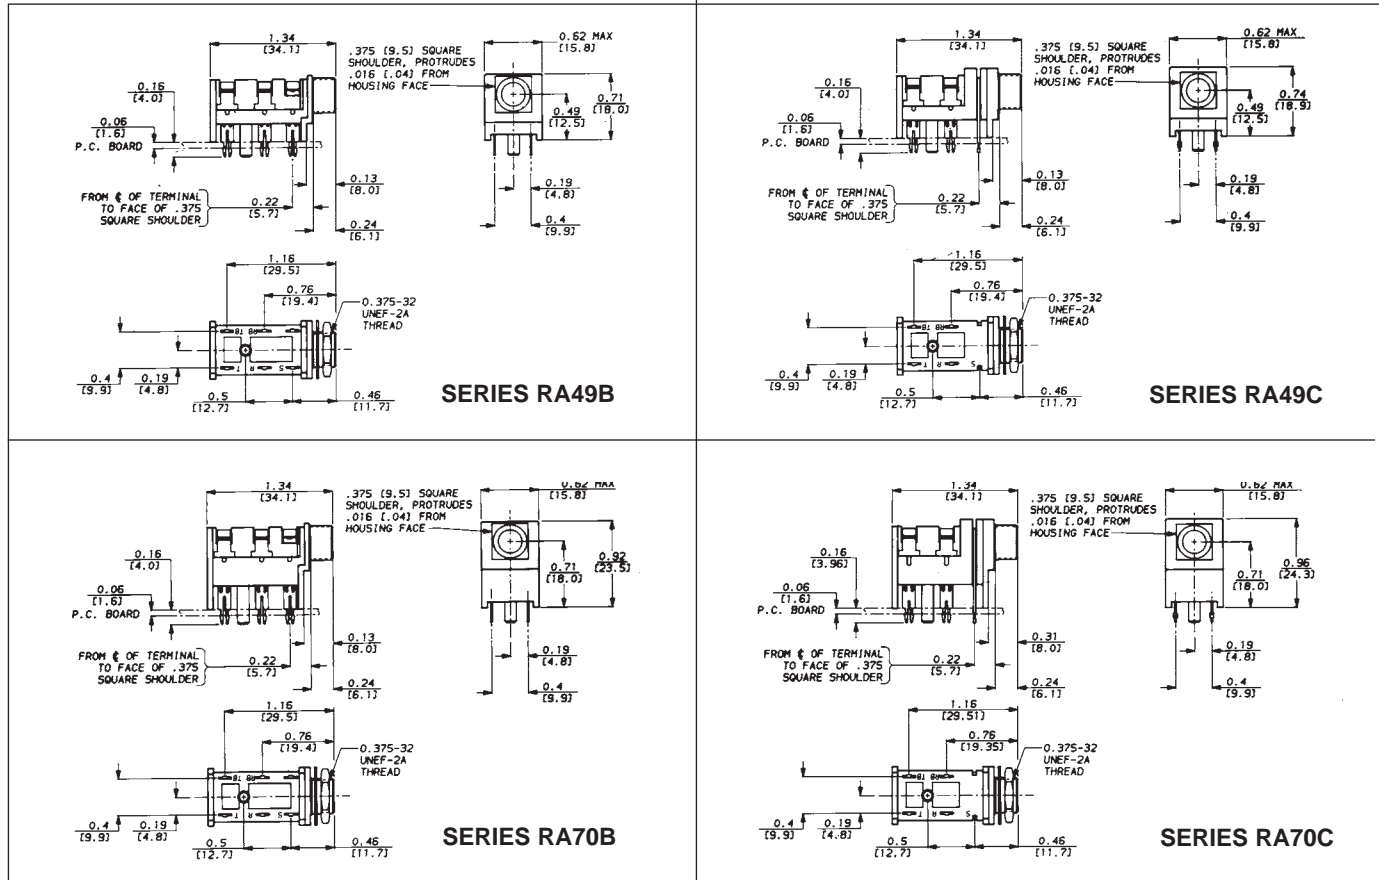 1.34
[34.1]
.375 [9.5] SQUARE
SHOULDER, PROTRUDES
.016 [.04] FROM
HOUSING FACE
0.62 MAX
[15.8]
0.16
[4.0]
0.71
[18.0]
0.49
[12.5]
0.06
[1.6]
P.C. BOARD
0.13
[8.0]
0.19
[4.8]
FROM ℄ OF TERMINAL
TO FACE OF .375
SQUARE SHOULDER
0.22
[5.7]
0.4
[9.9]
0.24
[6.1]
1.16
[29.5]
0.76
[19.4]
0.375-32
UNEF-2A
THREAD
TB RB
T R S
0.4
[9.9]
0.19
[4.8]
0.5
[12.7]
0.46
[11.7]
SERIES RA49B
1.34
[34.1]
.375 [9.5] SQUARE
SHOULDER, PROTRUDES
.016 [.04] FROM
HOUSING FACE
0.62 MAX
[15.8]
0.16
[4.0]
0.74
[18.9]
0.49
[12.5]
0.06
[1.6]
P.C. BOARD
0.13
[8.0]
0.19
[4.8]
FROM ℄ OF TERMINAL
TO FACE OF .375
SQUARE SHOULDER
0.22
[5.7]
0.4
[9.9]
0.24
[6.1]
1.16
[29.5]
0.76
[19.4]
0.375-32
UNEF-2A
THREAD
TB RB
T R S
0.4
[9.9]
0.19
[4.8]
0.5
[12.7]
0.46
[11.7]
SERIES RA49C
1.34
[34.1]
.375 [9.5] SQUARE
SHOULDER, PROTRUDES
.016 [.04] FROM
HOUSING FACE
0.62 MAX
[15.8]
0.16
[4.0]
0.92
[23.5]
0.71
[18.0]
0.06
[1.6]
P.C. BOARD
0.13
[8.0]
0.19
[4.8]
FROM ℄ OF TERMINAL
TO FACE OF .375
SQUARE SHOULDER
0.22
[5.7]
0.4
[9.9]
0.24
[6.1]
1.16
[29.5]
0.76
[19.4]
0.375-32
UNEF-2A
THREAD
TB RB
T R S
0.4
[9.9]
0.19
[4.8]
0.5
[12.7]
0.46
[11.7]
SERIES RA70B
1.34
[34.1]
.375 [9.5] SQUARE
SHOULDER, PROTRUDES
.016 [.04] FROM
HOUSING FACE
0.62 MAX
[15.8]
0.16
[3.96]
0.96
[24.3]
0.71
[18.0]
0.06
[1.6]
P.C. BOARD
0.31
[8.0]
0.19
[4.8]
FROM ℄ OF TERMINAL
TO FACE OF .375
SQUARE SHOULDER
0.22
[5.7]
0.4
[9.9]
0.24
[6.1]
1.16
[29.51]
0.76
[19.35]
0.375-32
UNEF-2A
THREAD
TB RB
T R S
0.4
[9.9]
0.19
[4.8]
0.5
[12.7]
0.46
[11.7]
SERIES RA70C